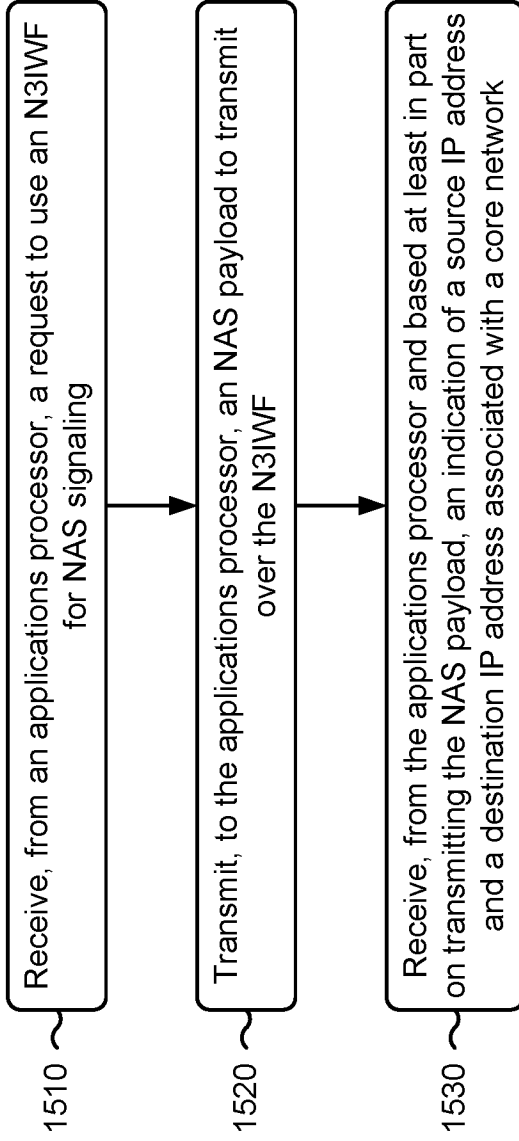 1510
Receive, from an applications processor, a request to use an N3IWF
for NAS signaling
1520
Transmit, to the applications processor, an NAS payload to transmit
over the N3IWF
1530
Receive, from the applications processor and based at least in part
on transmitting the NAS payload, an indication of a source IP address
and a destination IP address associated with a core network